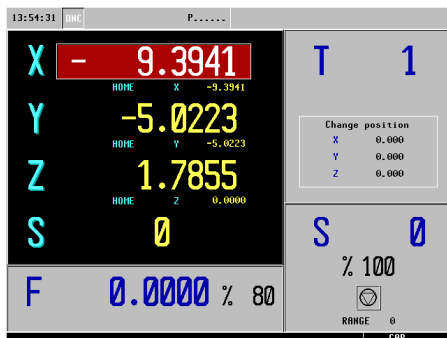 13:54:31 DNC P......
X - 9.3941
HOME X -9.3941
Y -5.0223
HOME Y -5.0223
Z 1.7855
HOME Z 0.0000
S 0
F 0.0000 % 80
T 1
Change position
X 0.000
Y 0.000
Z 0.000
S 0
% 100
RANGE 0
CAP